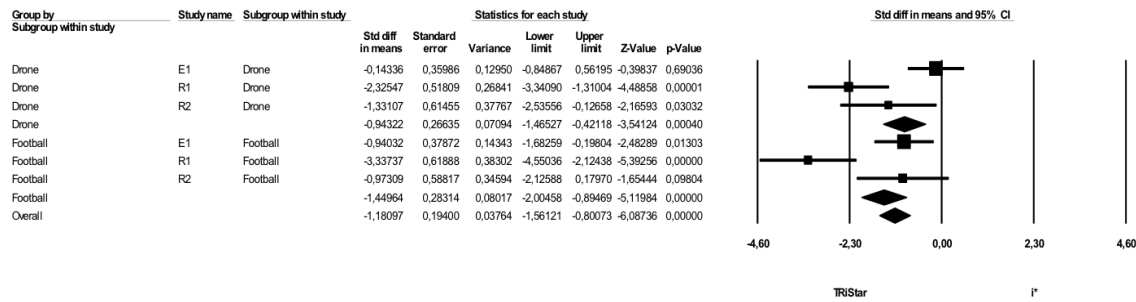 Group by Study name Subgroup within study Statistics for each study Std diff in means and 95% CI
Subgroup within study
Std diff Standard Lower Upper
in means error Variance limit limit Z-Value p-Value
Drone E1 Drone -0,14336 0,35986 0,12950 -0,84867 0,56195 -0,39837 0,69036
Drone R1 Drone -2,32547 0,51809 0,26841 -3,34090 -1,31004 -4,48858 0,00001
Drone R2 Drone -1,33107 0,61455 0,37767 -2,53556 -0,12658 -2,16593 0,03032
Drone -0,94322 0,26635 0,07094 -1,46527 -0,42118 -3,54124 0,00040
Football E1 Football -0,94032 0,37872 0,14343 -1,68259 -0,19804 -2,48289 0,01303
Football R1 Football -3,33737 0,61888 0,38302 -4,55036 -2,12438 -5,39256 0,00000
Football R2 Football -0,97309 0,58817 0,34594 -2,12588 0,17970 -1,65444 0,09804
Football -1,44964 0,28314 0,08017 -2,00458 -0,89469 -5,11984 0,00000
Overall -1,18097 0,19400 0,03764 -1,56121 -0,80073 -6,08736 0,00000
-4,60 -2,30 0,00 2,30 4,60
TRiStar i*